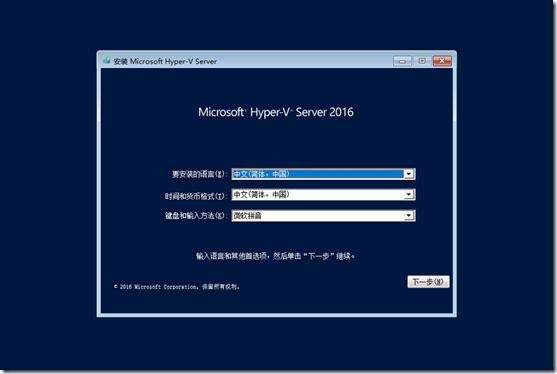 安装 Microsoft Hyper-V Server
Microsoft® Hyper-V® Server 2016
要安装的语言(E): 中文(简体，中国)
时间和货币格式(T): 中文(简体，中国)
键盘和输入方法(K): 微软拼音
输入语言和其他首选项，然后单击“下一步”继续。
© 2016 Microsoft Corporation。保留所有权利。
下一步(N)